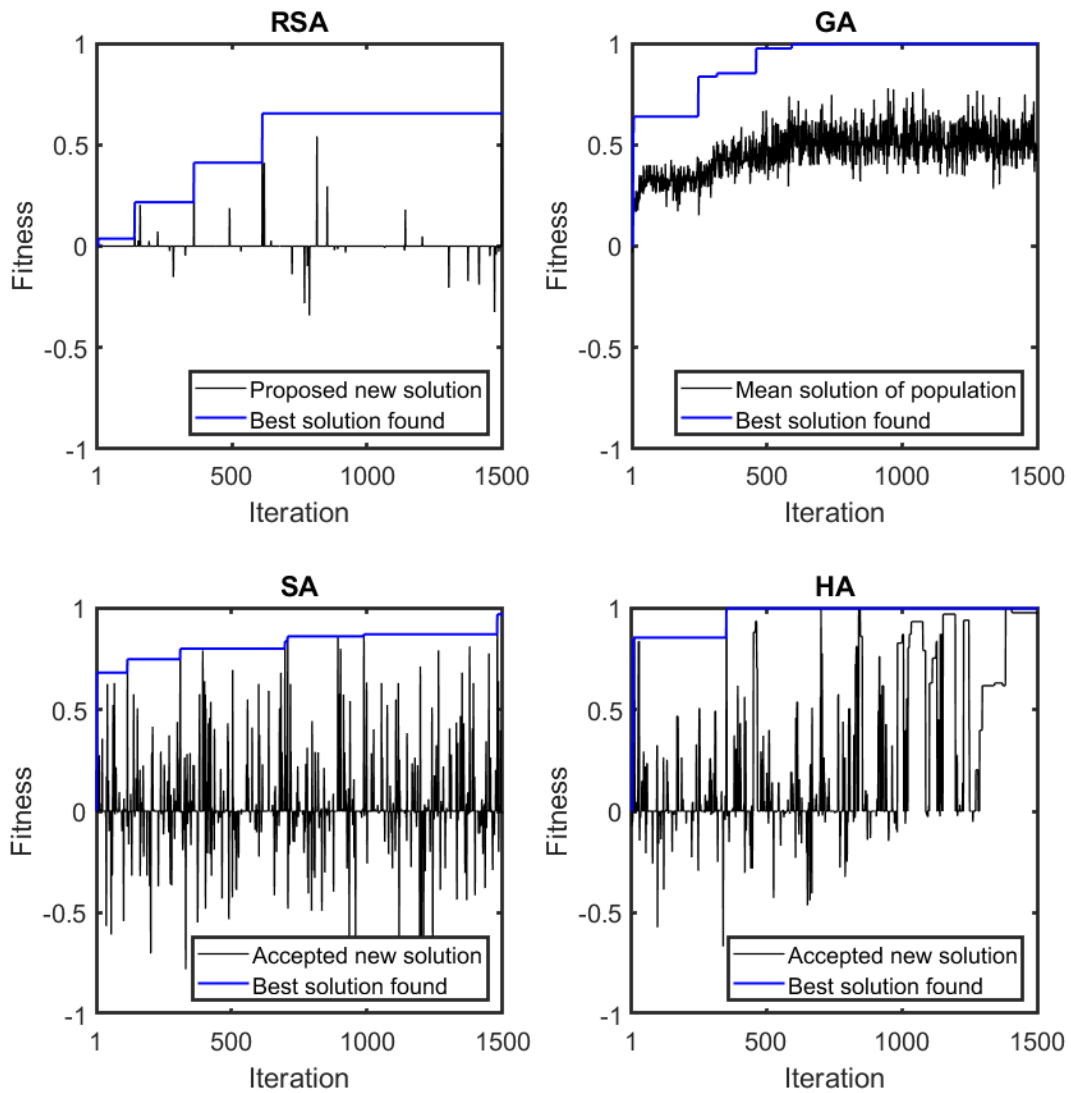 RSA
1
0.5
0
-0.5
-1
Fitness
Proposed new solution
Best solution found
1 500 1000 1500
Iteration
GA
1
0.5
0
-0.5
-1
Fitness
Mean solution of population
Best solution found
1 500 1000 1500
Iteration
SA
1
0.5
0
-0.5
-1
Fitness
Accepted new solution
Best solution found
1 500 1000 1500
Iteration
HA
1
0.5
0
-0.5
-1
Fitness
Accepted new solution
Best solution found
1 500 1000 1500
Iteration